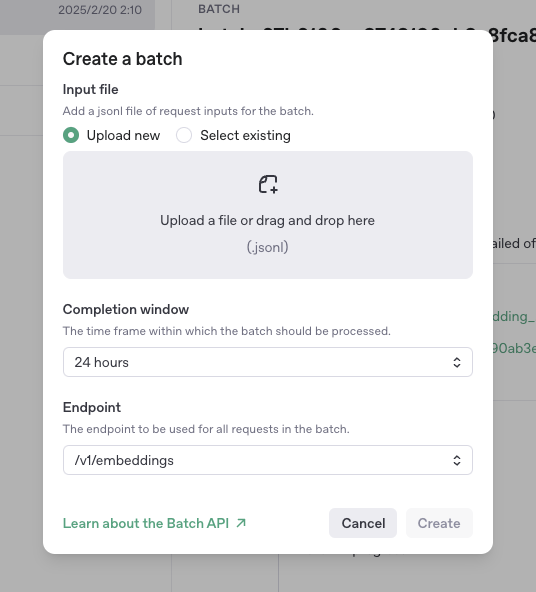 2025/2/20 2:10
BATCH
8fca8
Create a batch
Input file
Add a jsonl file of request inputs for the batch.
Upload new
Select existing
Upload a file or drag and drop here
(.jsonl)
ailed of
Completion window
The time frame within which the batch should be processed.
dding_
24 hours
90ab3e
Endpoint
The endpoint to be used for all requests in the batch.
/v1/embeddings
Learn about the Batch API ↗
Cancel
Create